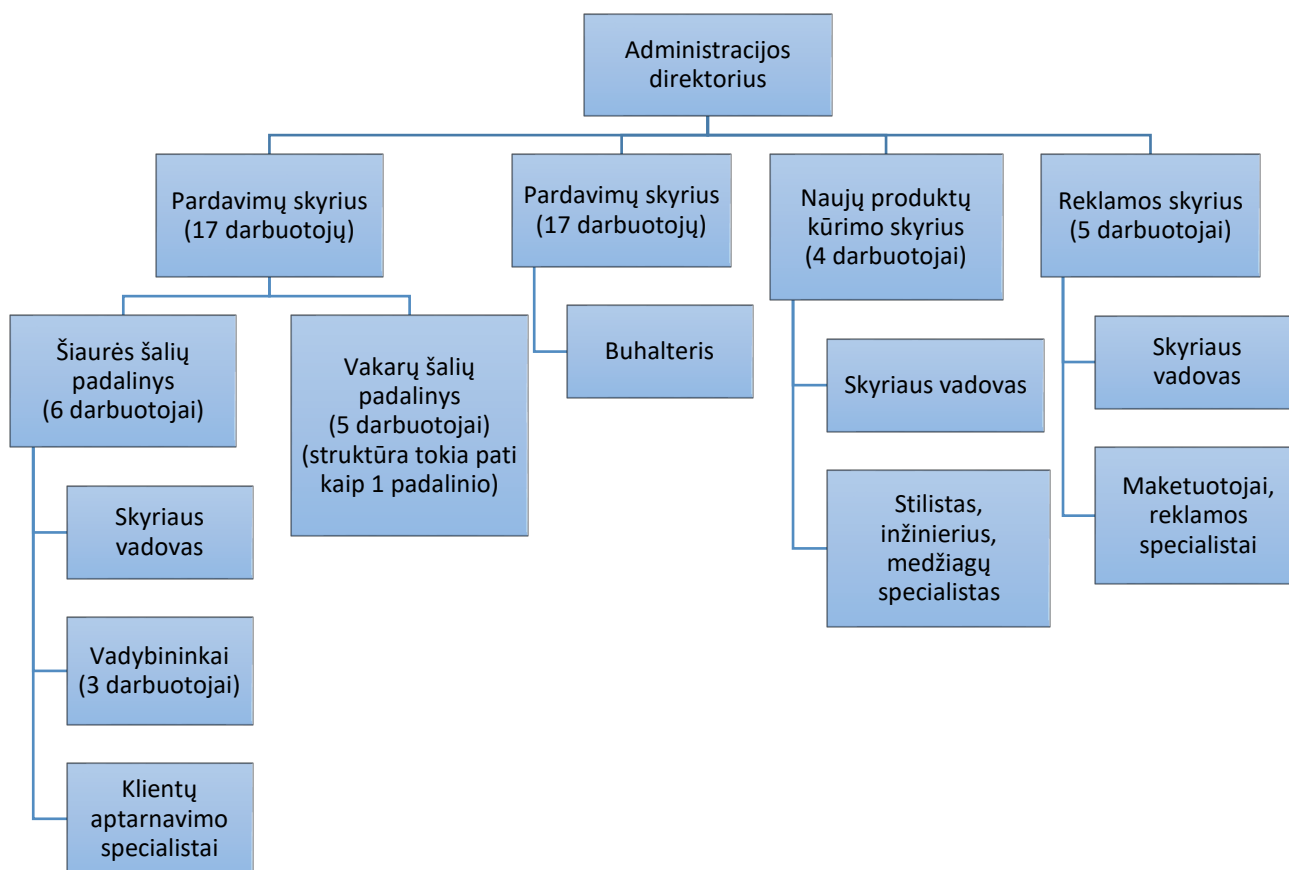 Administracijos
direktorius
Pardavimų skyrius
(17 darbuotojų)
Pardavimų skyrius
(17 darbuotojų)
Naujų produktų
kūrimo skyrius
(4 darbuotojai)
Reklamos skyrius
(5 darbuotojai)
Šiaurės šalių
padalinys
(6 darbuotojai)
Vakarų šalių
padalinys
(5 darbuotojai)
(struktūra tokia pati
kaip 1 padalinio)
Buhalteris
Skyriaus vadovas
Skyriaus
vadovas
Skyriaus
vadovas
Stilistas,
inžinierius,
medžiagų
specialistas
Maketuotojai,
reklamos
specialistai
Vadybininkai
(3 darbuotojai)
Klientų
aptarnavimo
specialistai